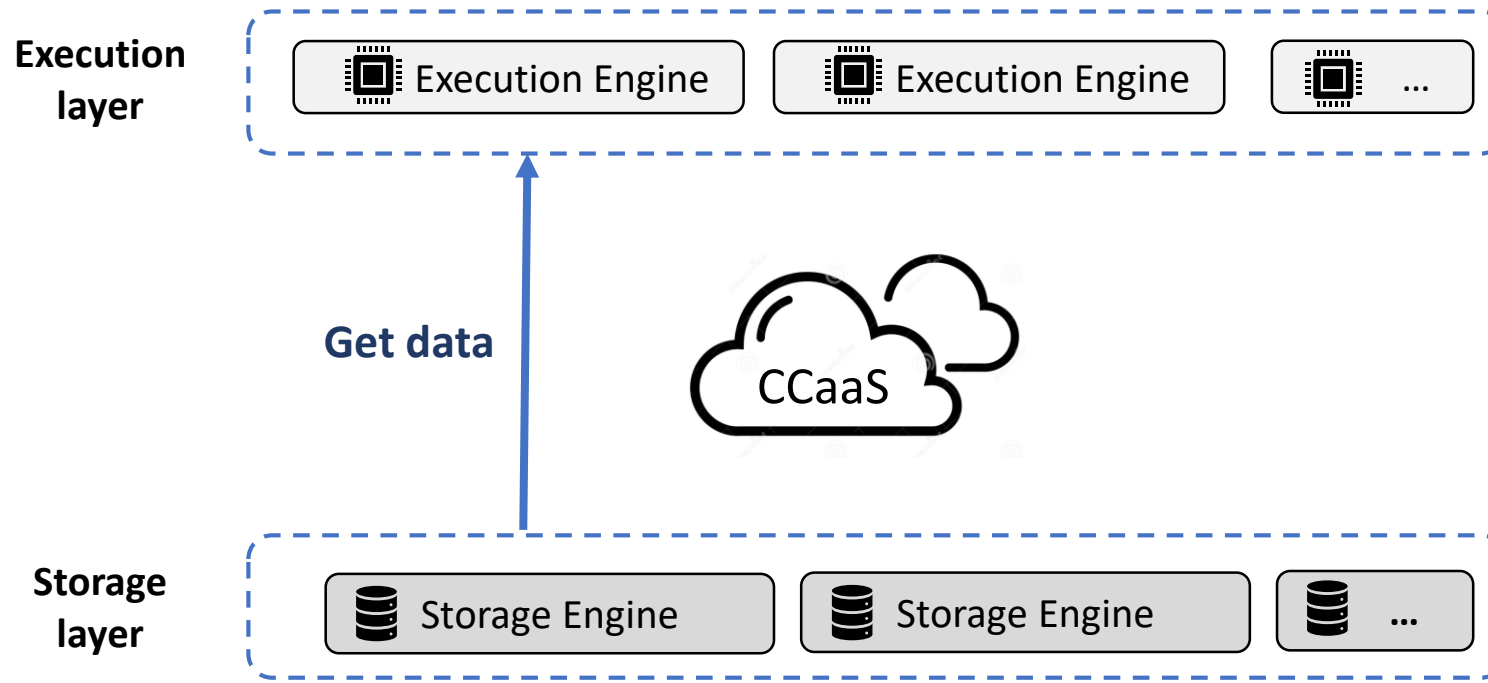 Execution
layer
Execution Engine
Execution Engine
...
Get data
CCaaS
Storage
layer
Storage Engine
Storage Engine
...